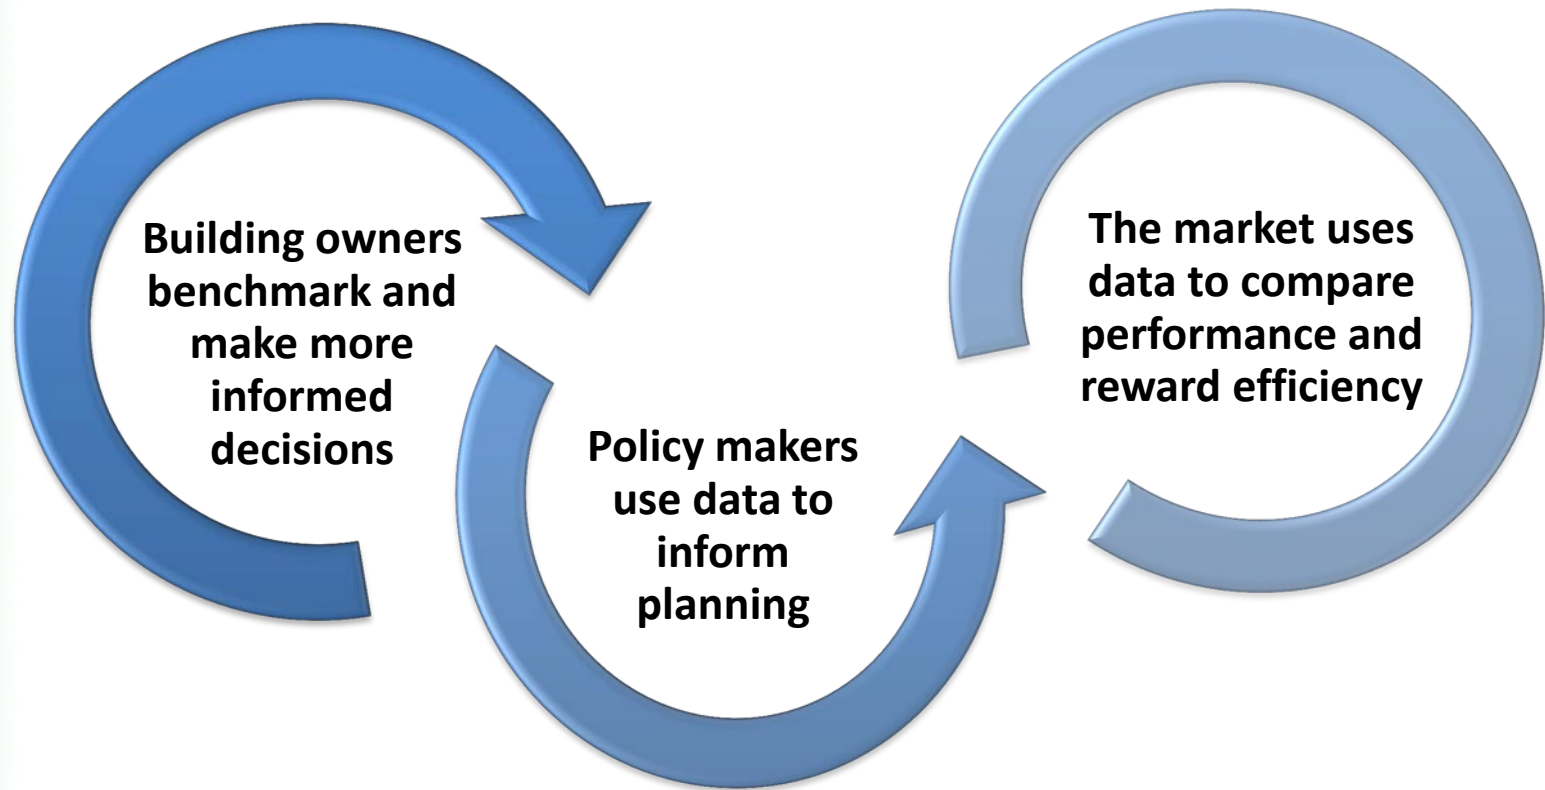 Building owners
benchmark and
make more
informed
decisions
Policy makers
use data to
inform
planning
The market uses
data to compare
performance and
reward efficiency